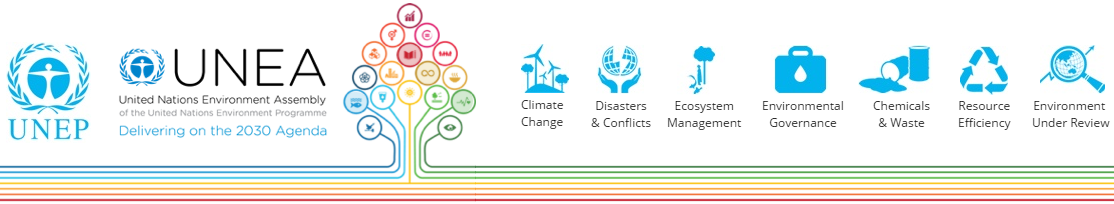 UNEP
UNEA
United Nations Environment Assembly
of the United Nations Environment Programme
Delivering on the 2030 Agenda
Climate
Change
Disasters
& Conflicts
Ecosystem
Management
Environmental
Governance
Chemicals
& Waste
Resource
Efficiency
Environment
Under Review